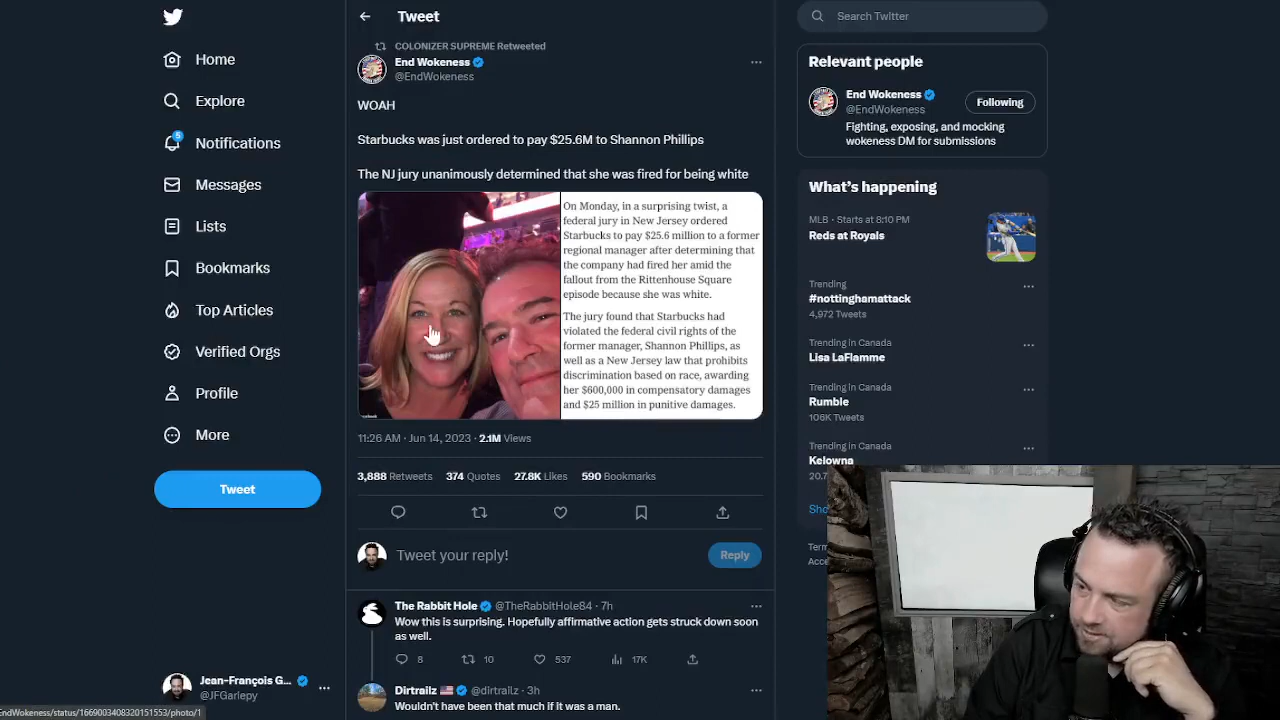 Tweet
Search Twitter
COLONIZER SUPREME Retweeted
Home
End Wokeness
@EndWokeness
Relevant people
Explore
WOAH
End Wokeness
@EndWokeness
Following
Fighting, exposing, and mocking
wokeness DM for submissions
5
Notifications
Starbucks was just ordered to pay $25.6M to Shannon Phillips
Messages
The NJ jury unanimously determined that she was fired for being white
What's happening
Lists
On Monday, in a surprising twist, a
federal jury in New Jersey ordered
Starbucks to pay $25.6 million to a former
regional manager after determining that
the company had fired her amid the
fallout from the Rittenhouse Square
episode because she was white.
The jury found that Starbucks had
violated the federal civil rights of the
former manager, Shannon Phillips, as
well as a New Jersey law that prohibits
discrimination based on race, awarding
her $600,000 in compensatory damages
and $25 million in punitive damages.
MLB · Starts at 8:10 PM
Reds at Royals
Bookmarks
Trending
#nottinghamattack
4,972 Tweets
Top Articles
Verified Orgs
Trending in Canada
Lisa LaFlamme
Profile
Trending in Canada
Rumble
106K Tweets
More
11:26 AM · Jun 14, 2023 · 2.1M Views
Trending in Canada
Kelowna
20.7
3,888 Retweets 374 Quotes 27.8K Likes 590 Bookmarks
Tweet
Sho
Tweet your reply!
Reply
Term
Acce
The Rabbit Hole @TheRabbitHole84 · 7h
Wow this is surprising. Hopefully affirmative action gets struck down soon
as well.
8 10 537 17K
Jean-François G...
@JFGariepy
Dirtrailz @dirtrailz · 3h
Wouldn't have been that much if it was a man.
EndWokeness/status/1669003408320151553/photo/1